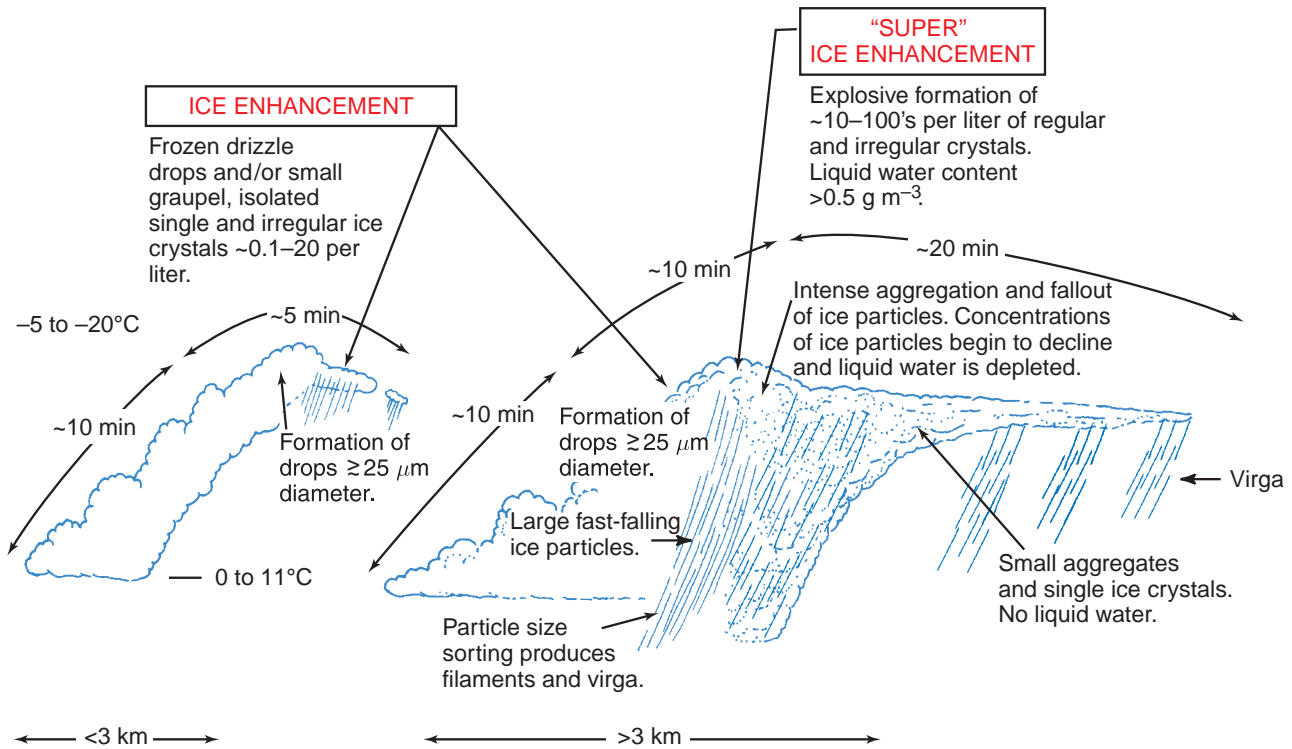 “SUPER”
ICE ENHANCEMENT
Explosive formation of
~10–100's per liter of regular
and irregular crystals.
Liquid water content
>0.5 g m⁻³.
ICE ENHANCEMENT
Frozen drizzle
drops and/or small
graupel, isolated
single and irregular ice
crystals ~0.1–20 per
liter.
~10 min
~20 min
–5 to –20°C
~5 min
Intense aggregation and fallout
of ice particles. Concentrations
of ice particles begin to decline
and liquid water is depleted.
~10 min
~10 min
Formation of
drops ≳25 μm
diameter.
Formation of
drops ≳25 μm
diameter.
Large fast-falling
ice particles.
Virga
0 to 11°C
Small aggregates
and single ice crystals.
No liquid water.
Particle size
sorting produces
filaments and virga.
<3 km
>3 km